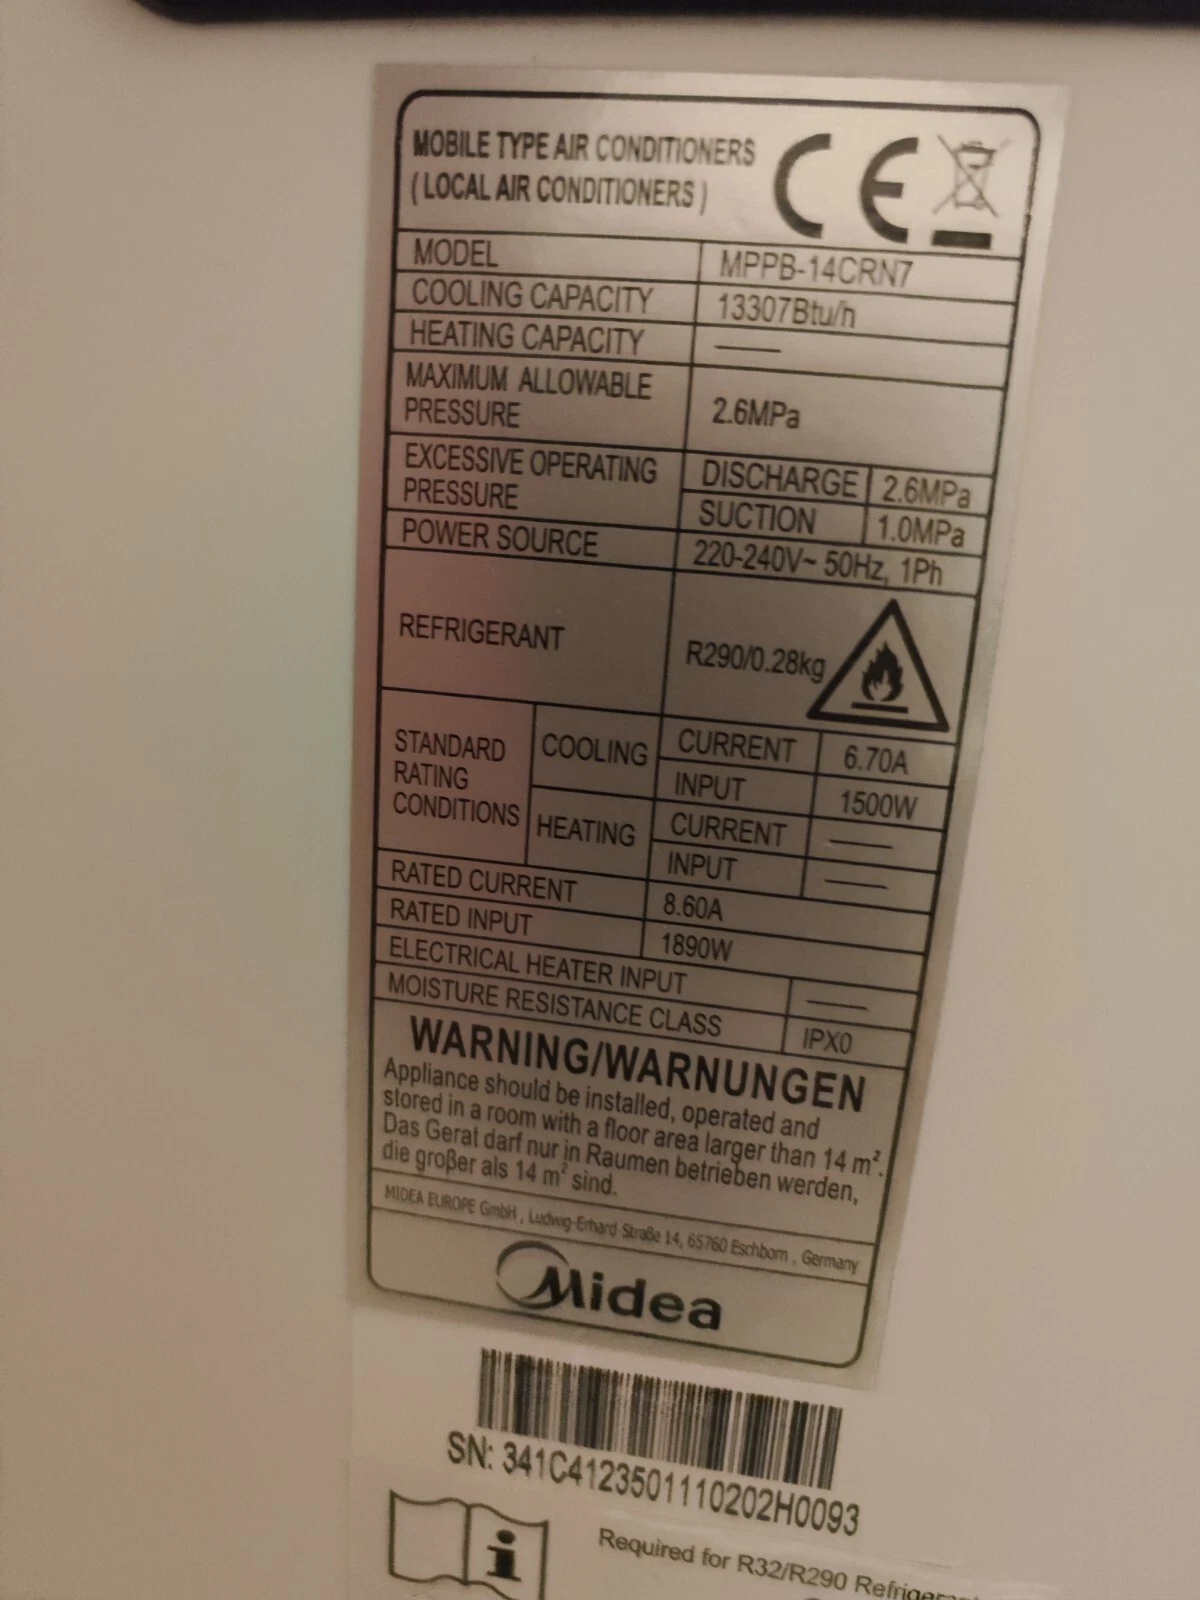 MOBILE TYPE AIR CONDITIONERS
( LOCAL AIR CONDITIONERS )
CE
MODEL MPPB-14CRN7
COOLING CAPACITY 13307Btu/h
HEATING CAPACITY ——
MAXIMUM ALLOWABLE
PRESSURE 2.6MPa
EXCESSIVE OPERATING
PRESSURE
DISCHARGE 2.6MPa
SUCTION 1.0MPa
POWER SOURCE 220-240V~ 50Hz, 1Ph
REFRIGERANT R290/0.28kg
STANDARD
RATING
CONDITIONS
COOLING
CURRENT 6.70A
INPUT 1500W
HEATING
CURRENT ——
INPUT ——
RATED CURRENT 8.60A
RATED INPUT 1890W
ELECTRICAL HEATER INPUT ——
MOISTURE RESISTANCE CLASS IPX0
WARNING/WARNUNGEN
Appliance should be installed, operated and
stored in a room with a floor area larger than 14 m².
Das Gerat darf nur in Raumen betrieben werden,
die großer als 14 m² sind.
MIDEA EUROPE GmbH , Ludwig-Erhard Straße 14, 65760 Eschborn , Germany
Midea
SN: 341C4123501110202H0093
i
Required for R32/R290